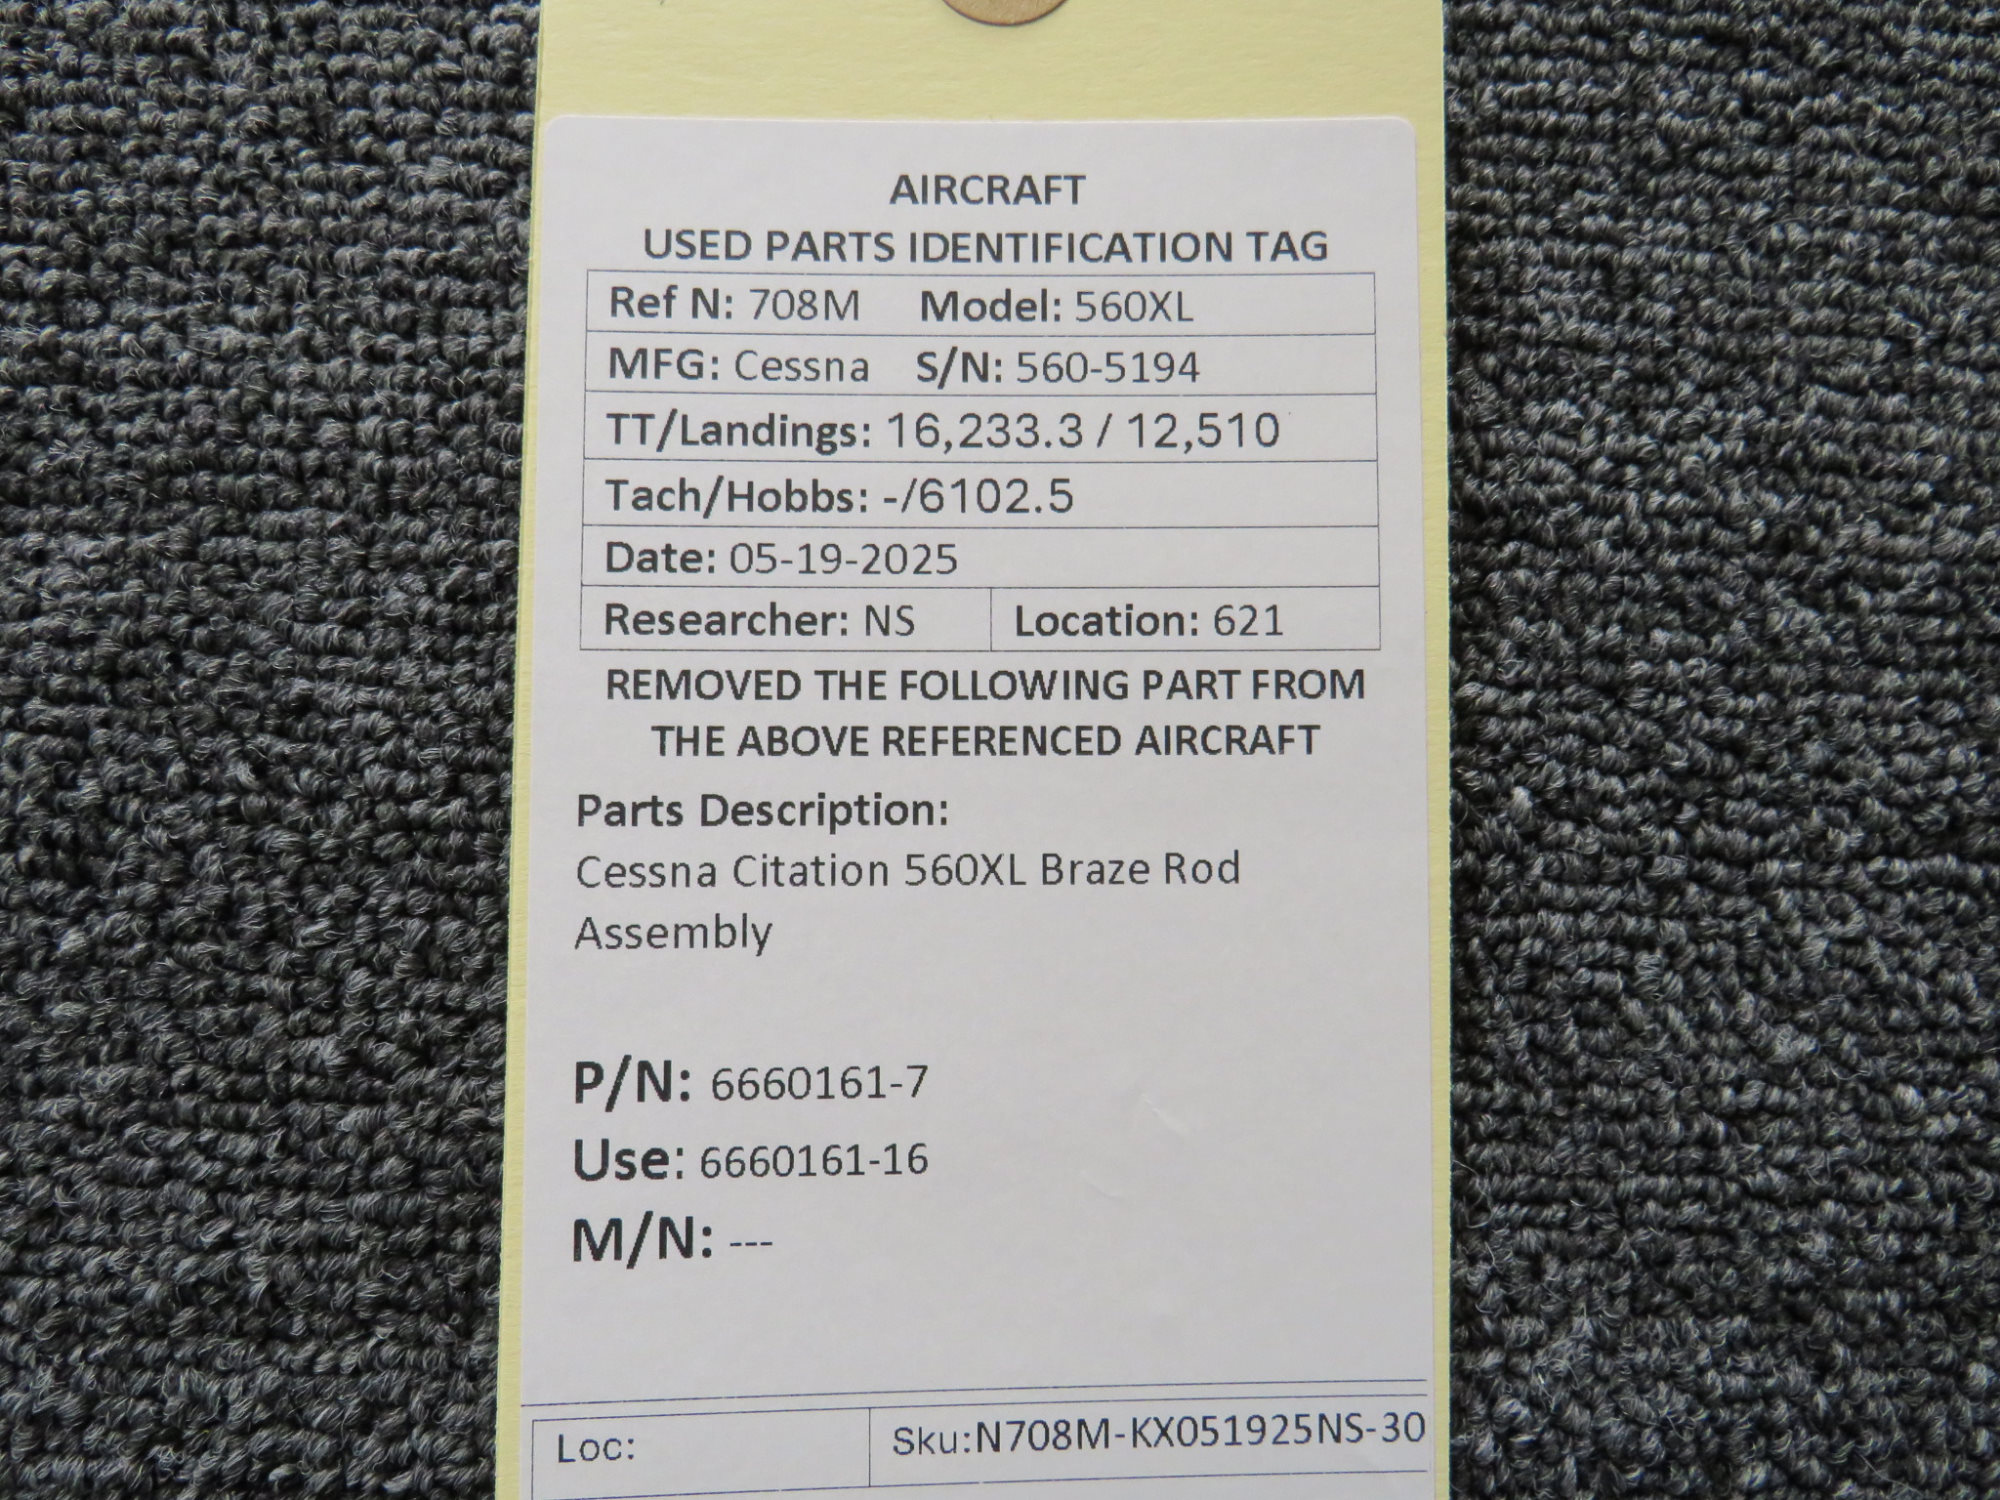 AIRCRAFT
USED PARTS IDENTIFICATION TAG
Ref N: 708M Model: 560XL
MFG: Cessna S/N: 560-5194
TT/Landings: 16,233.3 / 12,510
Tach/Hobbs: -/6102.5
Date: 05-19-2025
Researcher: NS Location: 621
REMOVED THE FOLLOWING PART FROM
THE ABOVE REFERENCED AIRCRAFT
Parts Description:
Cessna Citation 560XL Braze Rod
Assembly
P/N: 6660161-7
Use: 6660161-16
M/N: ---
Loc: Sku:N708M-KX051925NS-30